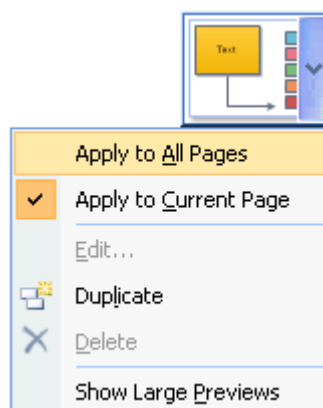 Text
Apply to All Pages
Apply to Current Page
Edit...
Duplicate
Delete
Show Large Previews